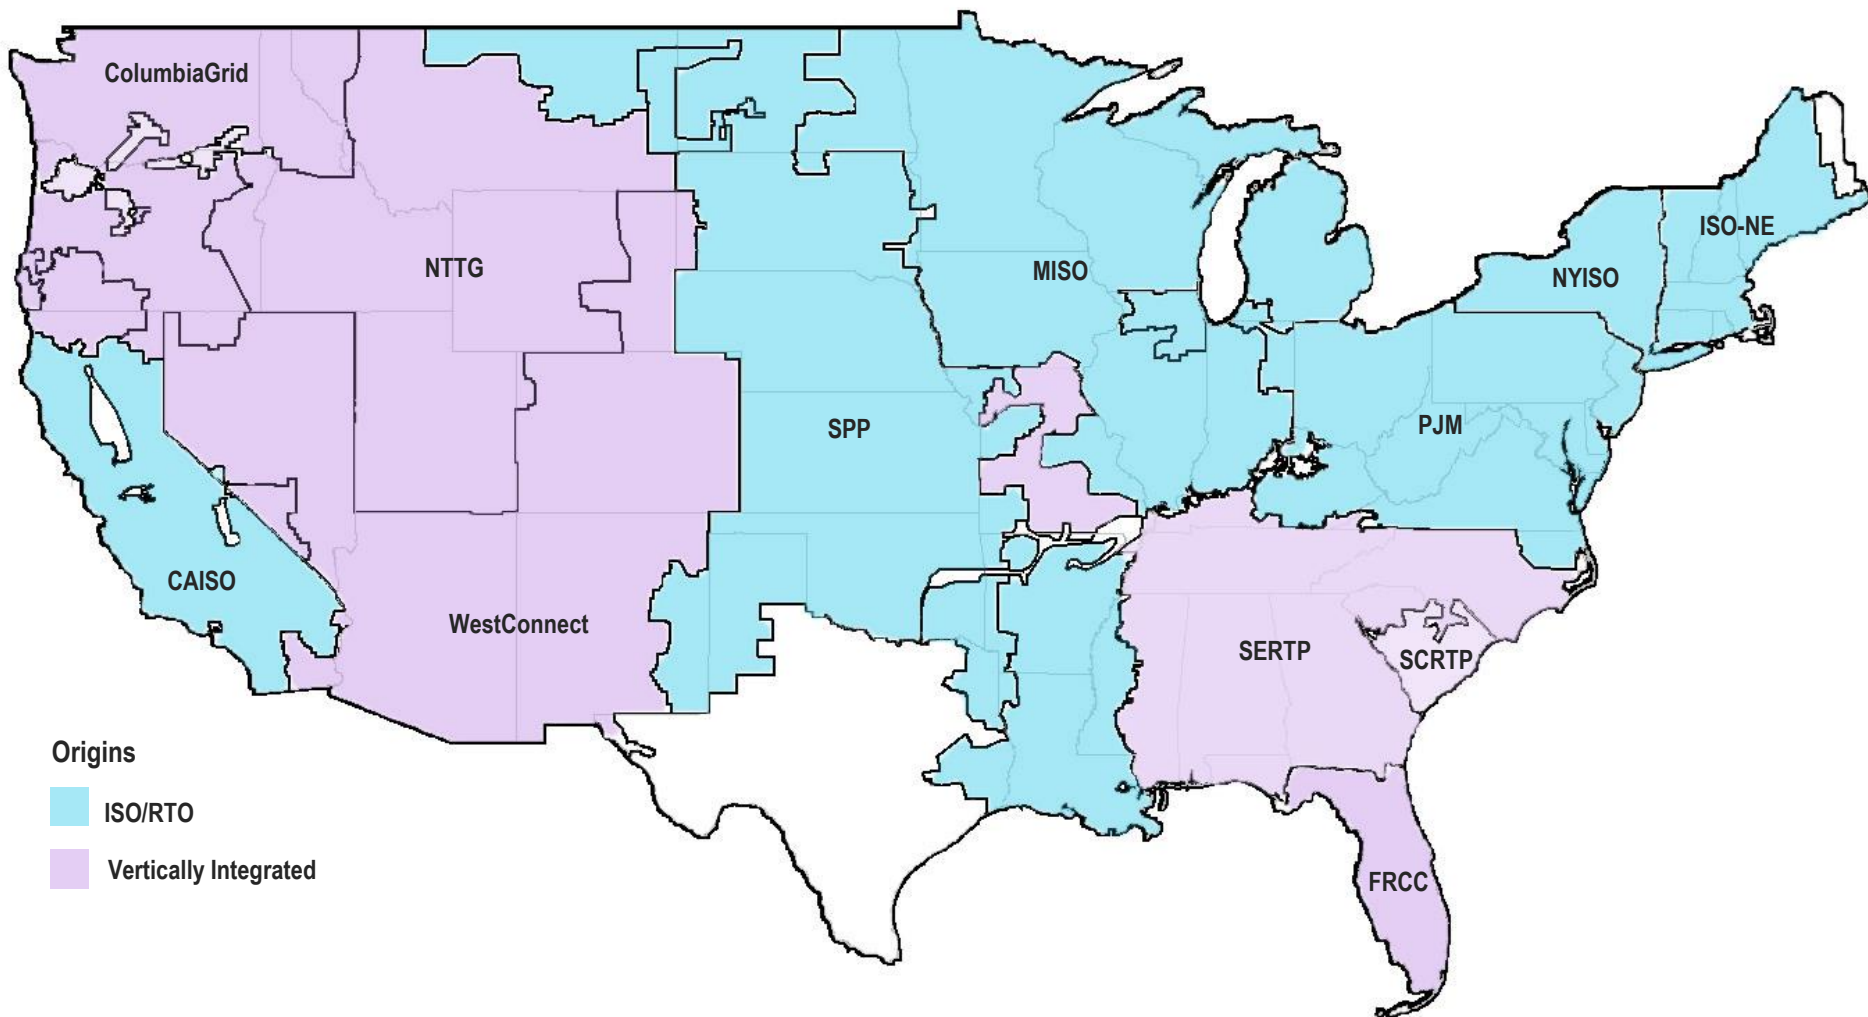 ColumbiaGrid
NTTG
MISO
ISO-NE
NYISO
SPP
PJM
CAISO
WestConnect
SERTP
SCRTP
FRCC
Origins
ISO/RTO
Vertically Integrated